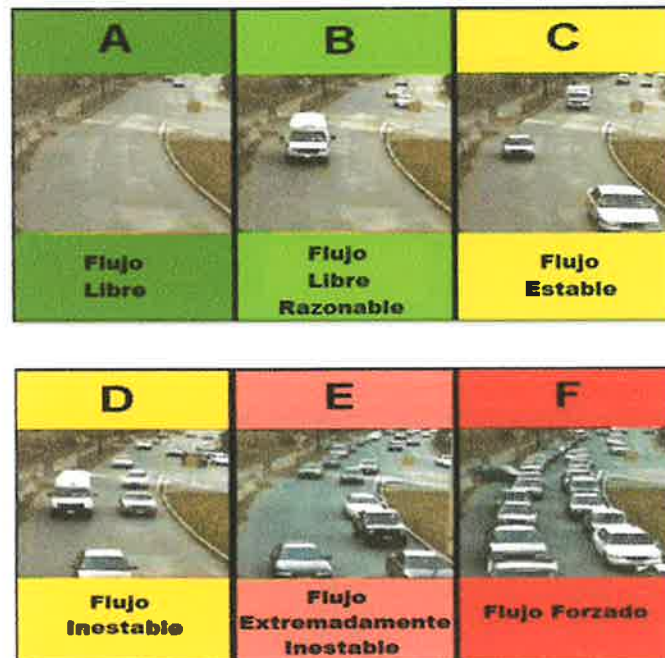 A
B
C
Flujo
Libre
Flujo
Libre
Razonable
Flujo
Estable
D
E
F
Flujo
Inestable
Flujo
Extremadamente
Inestable
Flujo Forzado